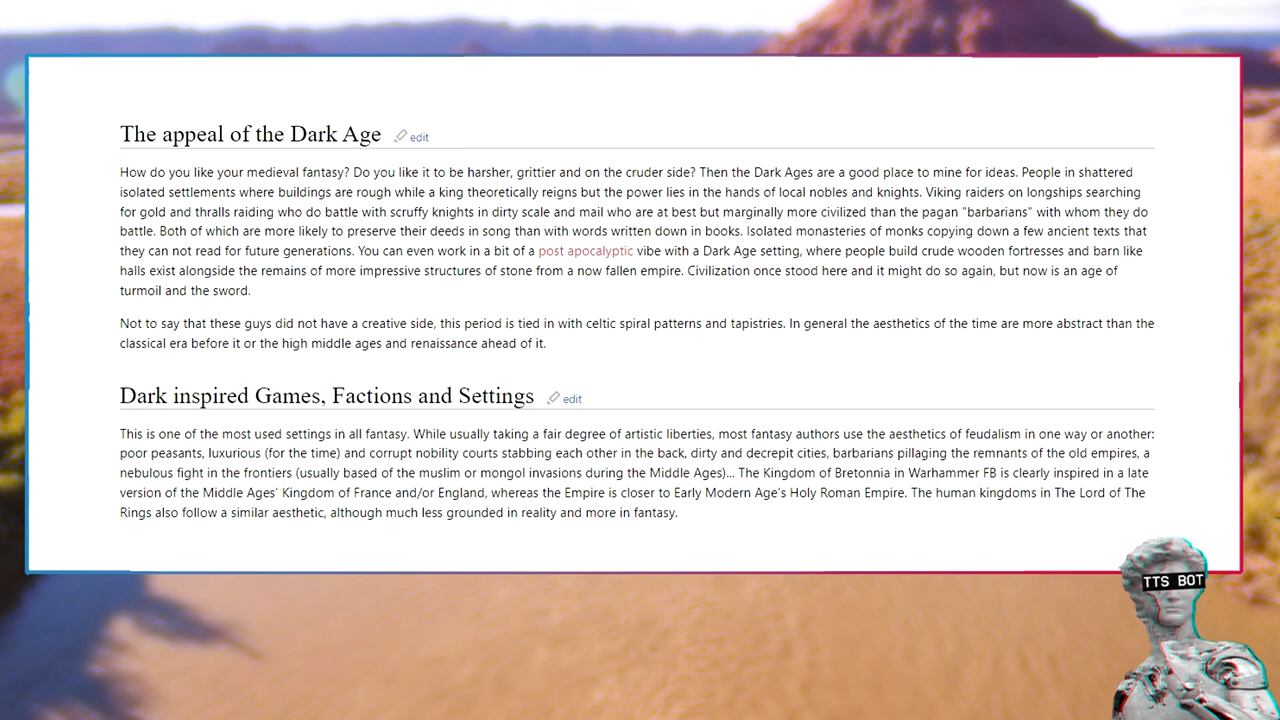 The appeal of the Dark Age edit
How do you like your medieval fantasy? Do you like it to be harsher, grittier and on the cruder side? Then the Dark Ages are a good place to mine for ideas. People in shattered
isolated settlements where buildings are rough while a king theoretically reigns but the power lies in the hands of local nobles and knights. Viking raiders on longships searching
for gold and thralls raiding who do battle with scruffy knights in dirty scale and mail who are at best but marginally more civilized than the pagan "barbarians" with whom they do
battle. Both of which are more likely to preserve their deeds in song than with words written down in books. Isolated monasteries of monks copying down a few ancient texts that
they can not read for future generations. You can even work in a bit of a post apocalyptic vibe with a Dark Age setting, where people build crude wooden fortresses and barn like
halls exist alongside the remains of more impressive structures of stone from a now fallen empire. Civilization once stood here and it might do so again, but now is an age of
turmoil and the sword.
Not to say that these guys did not have a creative side, this period is tied in with celtic spiral patterns and tapistries. In general the aesthetics of the time are more abstract than the
classical era before it or the high middle ages and renaissance ahead of it.
Dark inspired Games, Factions and Settings edit
This is one of the most used settings in all fantasy. While usually taking a fair degree of artistic liberties, most fantasy authors use the aesthetics of feudalism in one way or another:
poor peasants, luxurious (for the time) and corrupt nobility courts stabbing each other in the back, dirty and decrepit cities, barbarians pillaging the remnants of the old empires, a
nebulous fight in the frontiers (usually based of the muslim or mongol invasions during the Middle Ages)... The Kingdom of Bretonnia in Warhammer FB is clearly inspired in a late
version of the Middle Ages' Kingdom of France and/or England, whereas the Empire is closer to Early Modern Age's Holy Roman Empire. The human kingdoms in The Lord of The
Rings also follow a similar aesthetic, although much less grounded in reality and more in fantasy.
TTS BOT